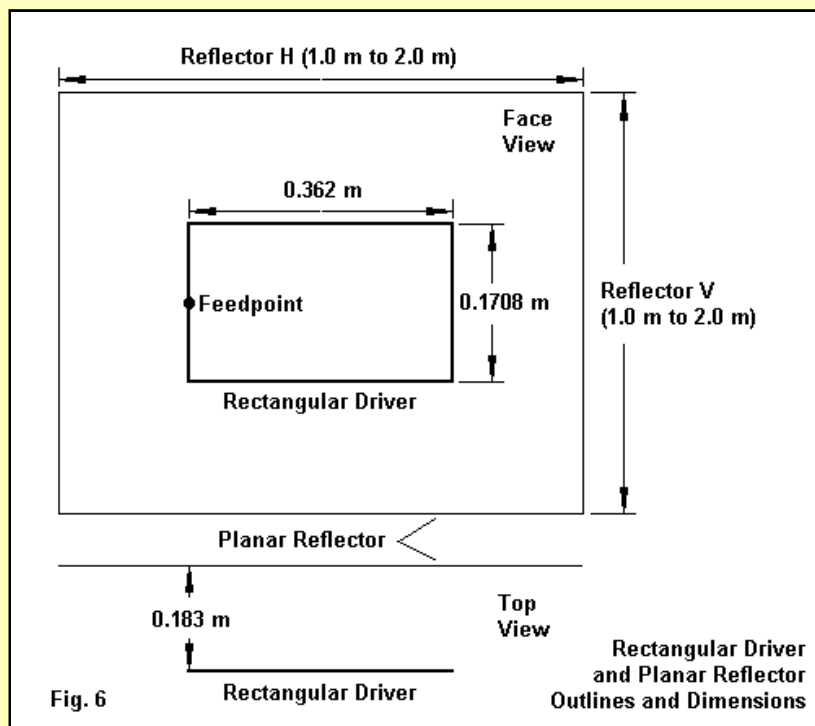 Reflector H (1.0 m to 2.0 m)
Face
View
0.362 m
Feedpoint
0.1708 m
Reflector V
(1.0 m to 2.0 m)
Rectangular Driver
Planar Reflector
0.183 m
Top
View
Rectangular Driver
Rectangular Driver
and Planar Reflector
Outlines and Dimensions
Fig. 6